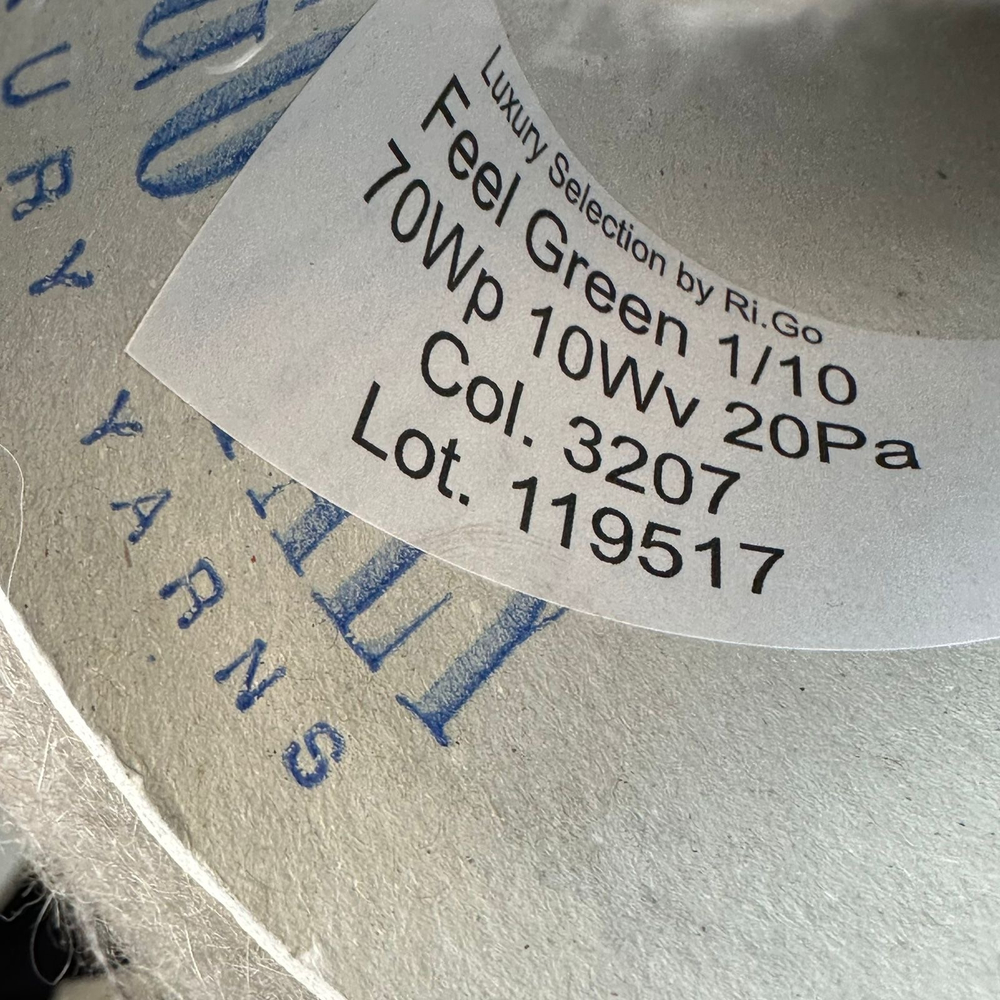 Luxury Selection by Ri.Go
Feel Green 1/10
70Wp 10Wv 20Pa
Col. 3207
Lot. 119517
YARNS